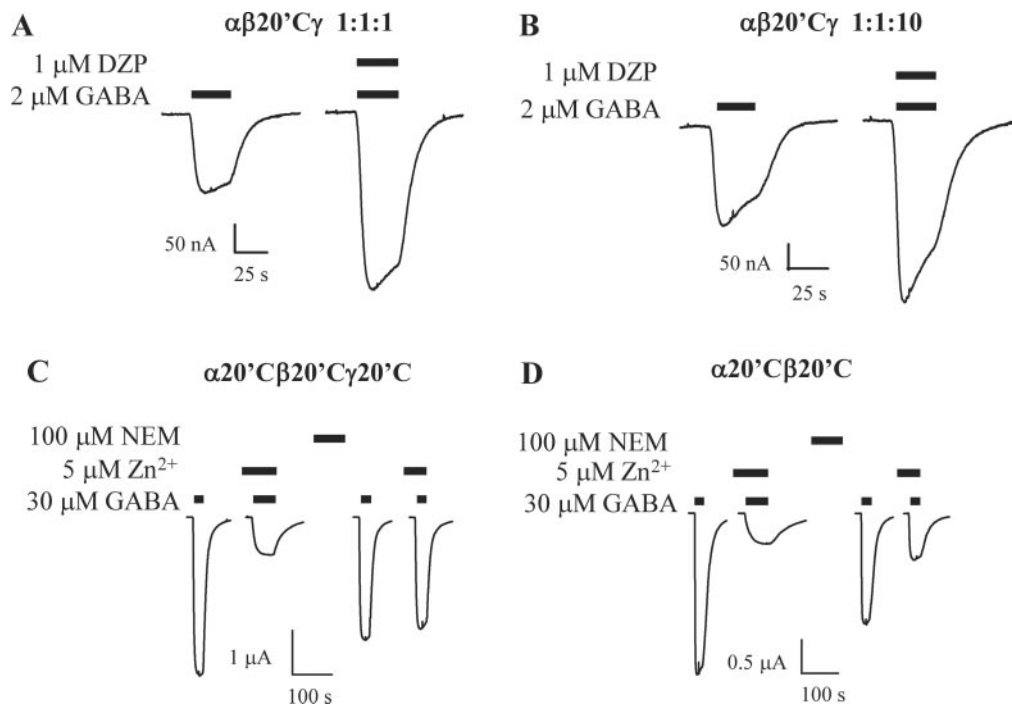 A
αβ20'Cγ 1:1:1
1 μM DZP
2 μM GABA
50 nA
25 s
B
αβ20'Cγ 1:1:10
1 μM DZP
2 μM GABA
50 nA
25 s
C
α20'Cβ20'Cγ20'C
100 μM NEM
5 μM Zn²⁺
30 μM GABA
1 μA
100 s
D
α20'Cβ20'C
100 μM NEM
5 μM Zn²⁺
30 μM GABA
0.5 μA
100 s